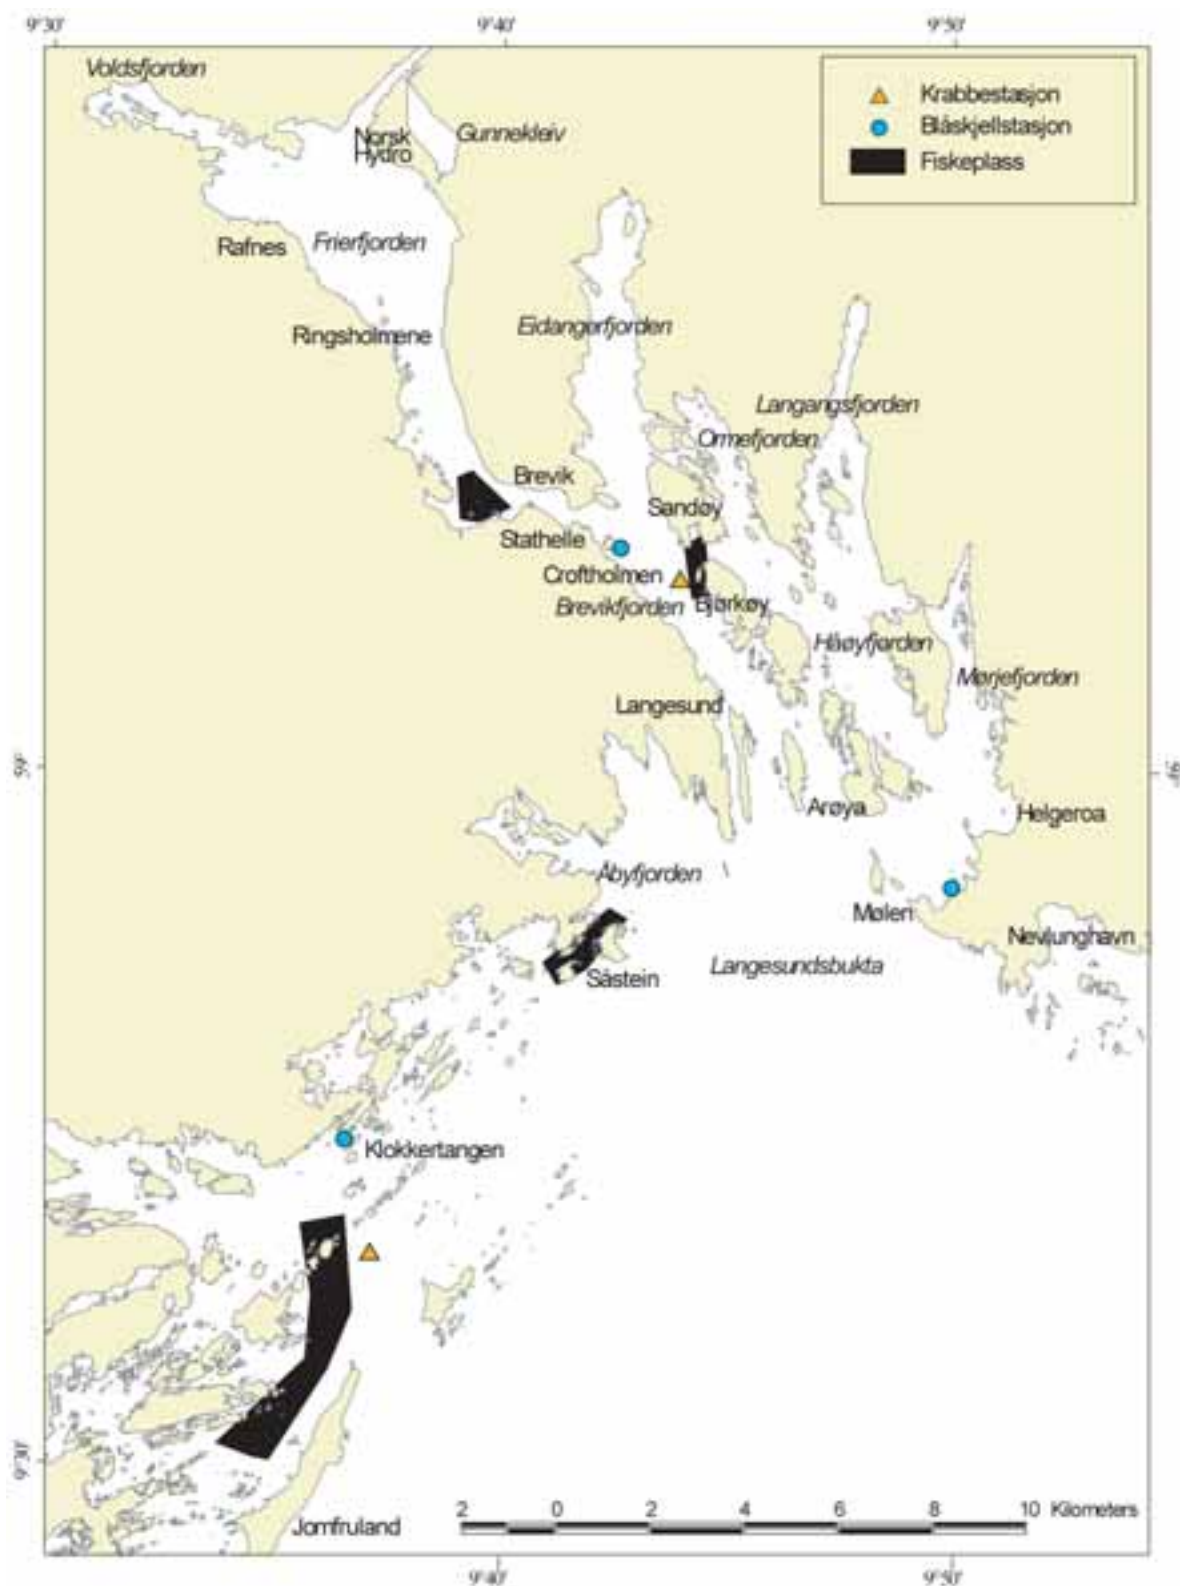 9°30'
9°40'
9°50'
Voldsfjorden
Krabbestasjon
Blåskjellstasjon
Fiskeplass
Norsk
Hydro
Gunnekleiv
Rafnes
Frierfjorden
Ringsholmene
Eidangerfjorden
Langangsfjorden
Ormefjorden
Brevik
Sandøy
Stathelle
Croftholmen
Brevikfjorden
Bjørkøy
Håøyfjorden
Mørjefjorden
Langesund
59°
Arøya
Helgeroa
Åbyfjorden
Mølen
Nevlunghavn
Såstein
Langesundsbukta
Klokkertangen
9°30'
2 0 2 4 6 8 10 Kilometers
Jomfruland
9°40'
9°50'